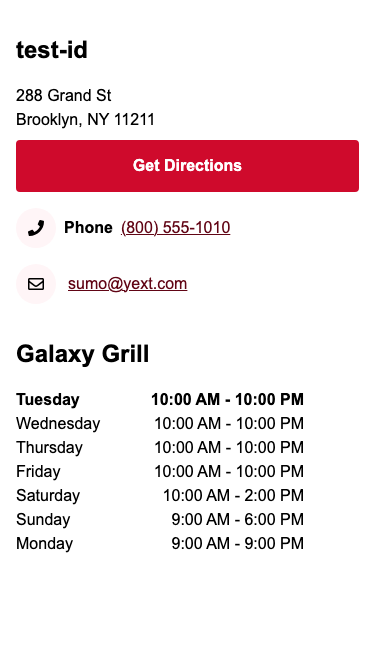 test-id
288 Grand St
Brooklyn, NY 11211
Get Directions
Phone (800) 555-1010
sumo@yext.com
Galaxy Grill
Tuesday 10:00 AM - 10:00 PM
Wednesday 10:00 AM - 10:00 PM
Thursday 10:00 AM - 10:00 PM
Friday 10:00 AM - 10:00 PM
Saturday 10:00 AM - 2:00 PM
Sunday 9:00 AM - 6:00 PM
Monday 9:00 AM - 9:00 PM